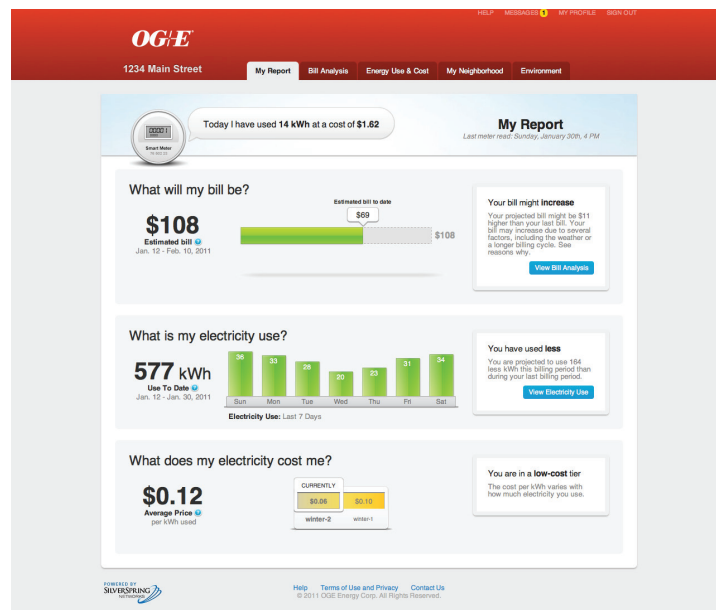 HELP MESSAGES 1 MY PROFILE SIGN OUT
OG/E
1234 Main Street
My Report Bill Analysis Energy Use & Cost My Neighborhood Environment
Today I have used 14 kWh at a cost of $1.62
My Report
Last meter read: Sunday, January 30th, 4 PM
00001
Smart Meter
What will my bill be?
$108
Estimated bill
Jan. 12 - Feb. 10, 2011
Estimated bill to date
$69
$108
Your bill might increase
Your projected bill might be $11
higher than your last bill. Your
bill may increase due to several
factors, including the weather or
a longer billing cycle. See
reasons why.
View Bill Analysis
What is my electricity use?
577 kWh
Use To Date
Jan. 12 - Jan. 30, 2011
36 33 28 20 23 31 34
Sun Mon Tue Wed Thu Fri Sat
Electricity Use: Last 7 Days
You have used less
You are projected to use 164
less kWh this billing period than
during your last billing period.
View Electricity Use
What does my electricity cost me?
$0.12
Average Price
per kWh used
CURRENTLY
$0.06 $0.10
winter-2 winter-1
You are in a low-cost tier
The cost per kWh varies with
how much electricity you use.
POWERED BY
SILVERSPRING
NETWORKS
Help Terms of Use and Privacy Contact Us
© 2011 OGE Energy Corp. All Rights Reserved.